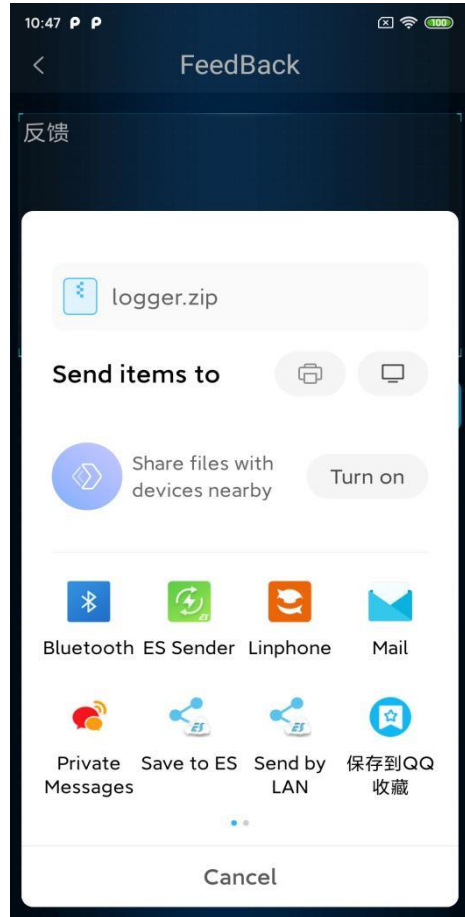 10:47
100
FeedBack
反馈
logger.zip
Send items to
Share files with
devices nearby
Turn on
Bluetooth
ES Sender
Linphone
Mail
Private
Messages
Save to ES
Send by
LAN
保存到QQ
收藏
Cancel